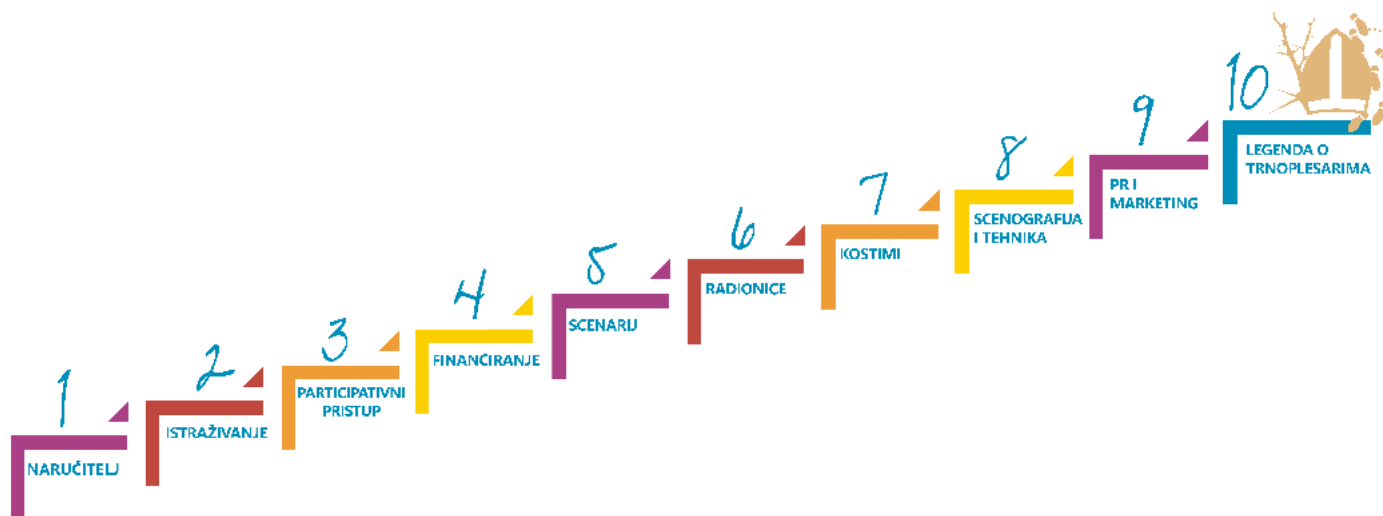 1
NARUČITELJ
2
ISTRAŽIVANJE
3
PARTICIPATIVNI
PRISTUP
4
FINANCIRANJE
5
SCENARIJ
6
RADIONICE
7
KOSTIMI
8
SCENOGRAFIJA
I TEHNIKA
9
PR I
MARKETING
10
LEGENDA O
TRNOPLESARIMA